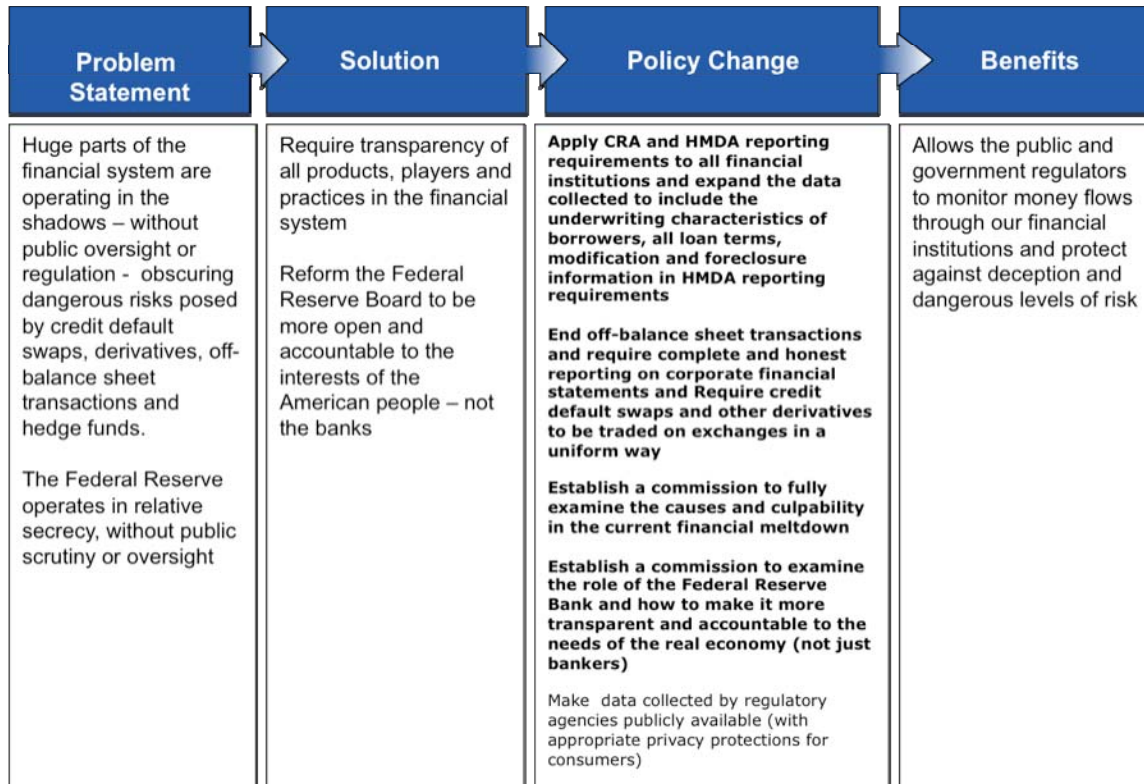 Problem
Statement
Solution
Policy Change
Benefits
Huge parts of the
financial system are
operating in the
shadows – without
public oversight or
regulation -  obscuring
dangerous risks posed
by credit default
swaps, derivatives, off-
balance sheet
transactions and
hedge funds.
The Federal Reserve
operates in relative
secrecy, without public
scrutiny or oversight
Require transparency of
all products, players and
practices in the financial
system
Reform the Federal
Reserve Board to be
more open and
accountable to the
interests of the
American people – not
the banks
Apply CRA and HMDA reporting
requirements to all financial
institutions and expand the data
collected to include the
underwriting characteristics of
borrowers, all loan terms,
modification and foreclosure
information in HMDA reporting
requirements
End off-balance sheet transactions
and require complete and honest
reporting on corporate financial
statements and Require credit
default swaps and other derivatives
to be traded on exchanges in a
uniform way
Establish a commission to fully
examine the causes and culpability
in the current financial meltdown
Establish a commission to examine
the role of the Federal Reserve
Bank and how to make it more
transparent and accountable to the
needs of the real economy (not just
bankers)
Make  data collected by regulatory
agencies publicly available (with
appropriate privacy protections for
consumers)
Allows the public and
government regulators
to monitor money flows
through our financial
institutions and protect
against deception and
dangerous levels of risk